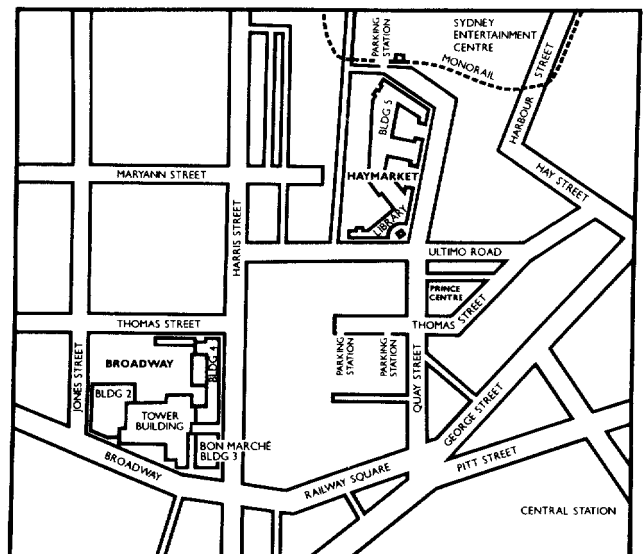 PARKING
STATION
SYDNEY
ENTERTAINMENT
CENTRE
MONORAIL
HARBOUR STREET
BLDG 5
HAY STREET
MARYANN STREET
HAYMARKET
LIBRARY
HARRIS STREET
ULTIMO ROAD
PRINCE
CENTRE
THOMAS STREET
THOMAS STREET
JONES STREET
BROADWAY
BLDG 4
PARKING
STATION
PARKING
STATION
QUAY STREET
BLDG 2
TOWER
BUILDING
GEORGE STREET
BON MARCHÉ
BLDG 3
BROADWAY
RAILWAY SQUARE
PITT STREET
CENTRAL STATION